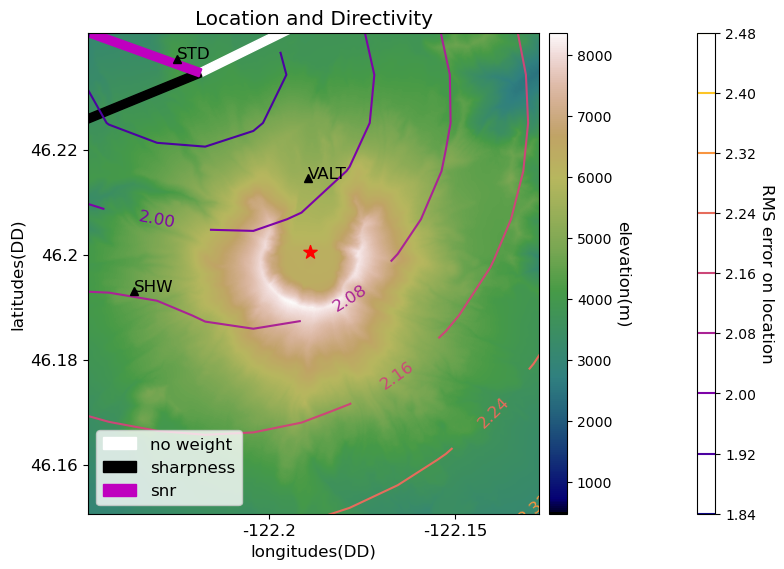 Location and Directivity
STD
VALT
SHW
2.00
2.08
2.16
2.24
46.22
46.2
46.18
46.16
latitudes(DD)
-122.2
-122.15
longitudes(DD)
no weight
sharpness
snr
8000
7000
6000
5000
4000
3000
2000
1000
elevation(m)
2.48
2.40
2.32
2.24
2.16
2.08
2.00
1.92
1.84
RMS error on location